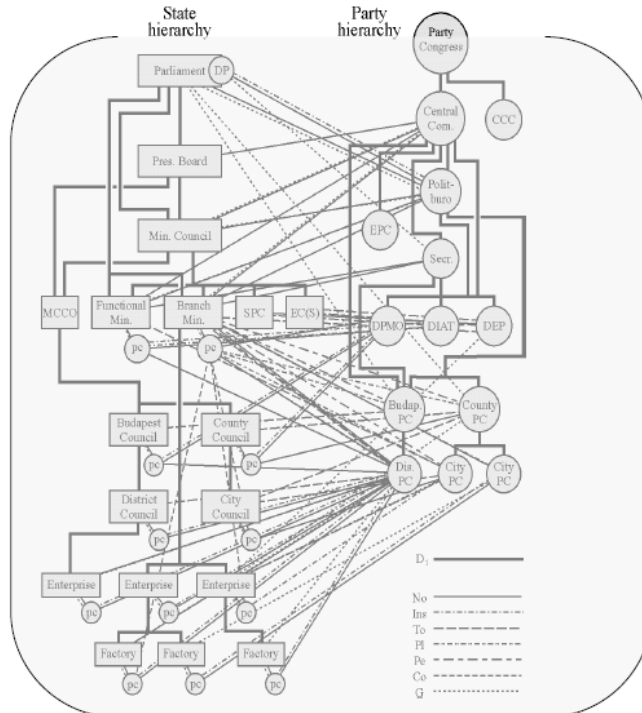 State
hierarchy
Party
hierarchy
Party
Congress
Parliament
DP
Central
Com.
CCC
Pres. Board
Polit-
buro
Min. Council
EPC
Secr.
MCCO
Functional
Min.
Branch
Min.
SPC
EC(S)
DPMO
DIAT
DEP
pc
pc
Budapest
Council
County
Council
Budap.
PC
County
PC
pc
pc
Dis.
PC
City
PC
City
PC
District
Council
City
Council
pc
pc
D₁
Enterprise
Enterprise
Enterprise
No
pc
pc
pc
Ins
To
Pl
Factory
Factory
Factory
Pe
Co
pc
pc
pc
G